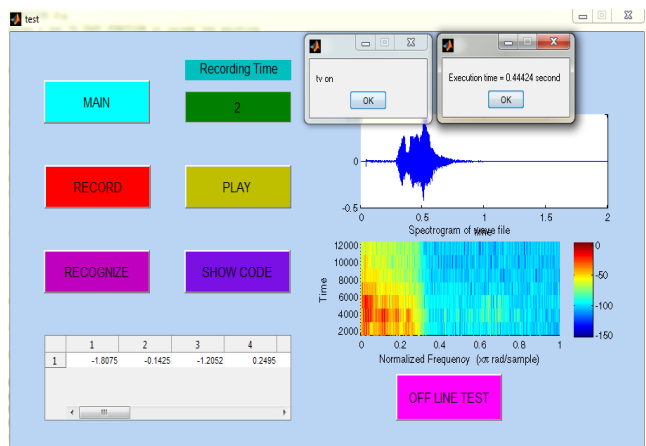 test
Recording Time
2
MAIN
RECORD
PLAY
RECOGNIZE
SHOW CODE
1 2 3 4
1 -1.8075 -0.1425 -1.2052 0.2495
tv on
OK
Execution time = 0.44424 second
OK
0
-0.5
0 0.5 1 1.5 2
Spectrogram of wave file
12000
10000
8000
6000
4000
2000
Time
0 0.2 0.4 0.6 0.8 1
Normalized Frequency (xπ rad/sample)
0
-50
-100
-150
OFF LINE TEST